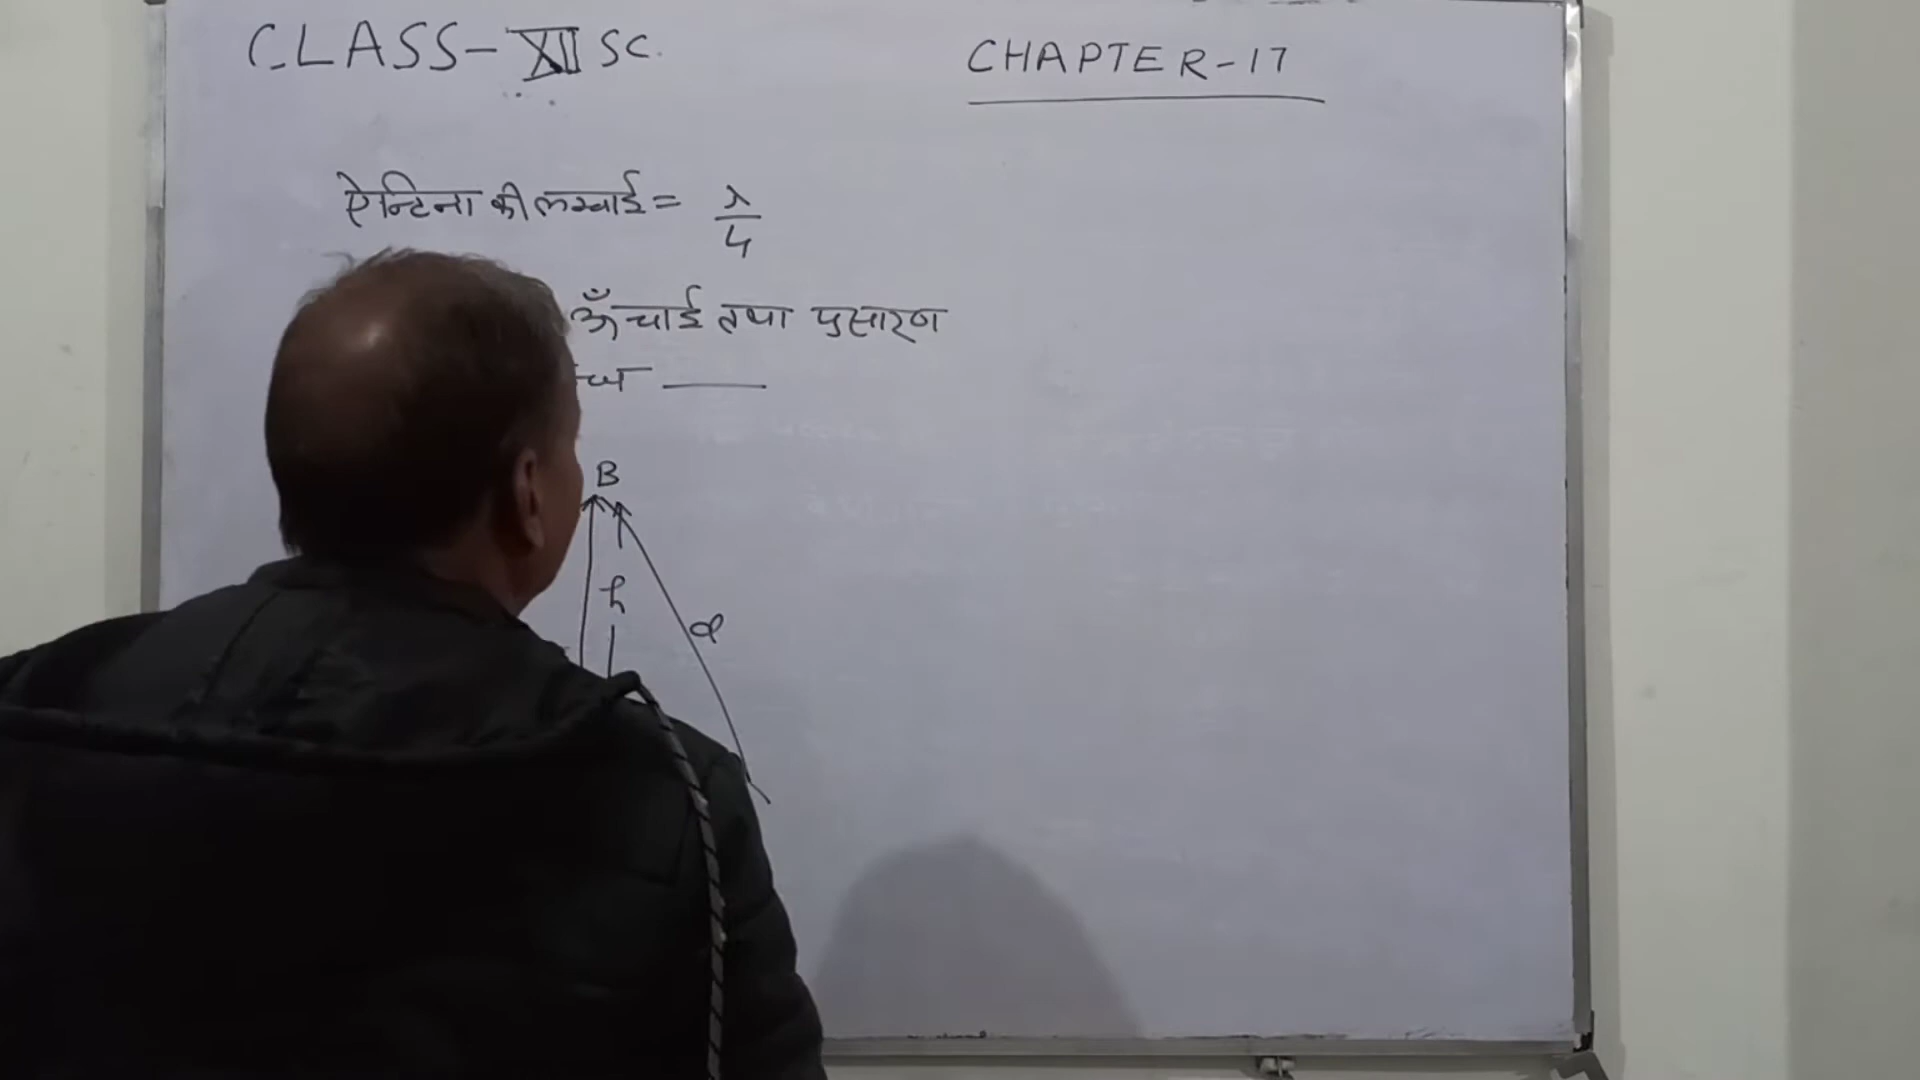 CLASS-XII SC.
CHAPTER-17
ऐन्टिना की लम्बाई = λ/4
ऊँचाई तथा प्रसारण
B
h
d